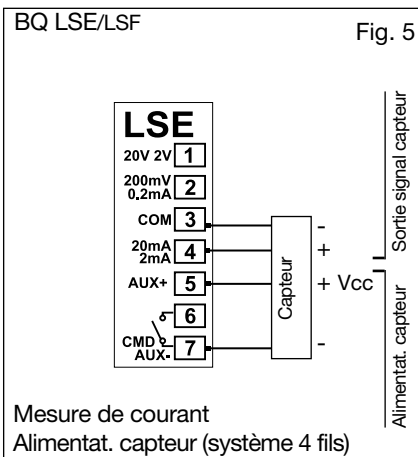 BQ LSE/LSF
Fig. 5
LSE
20V 2V 1
200mV
0.2mA 2
COM 3
20mA
2mA 4
AUX+ 5
6
CMD
AUX- 7
Capteur
-
+
+ Vcc
-
Sortie signal capteur
Alimentat. capteur
Mesure de courant
Alimentat. capteur (système 4 fils)